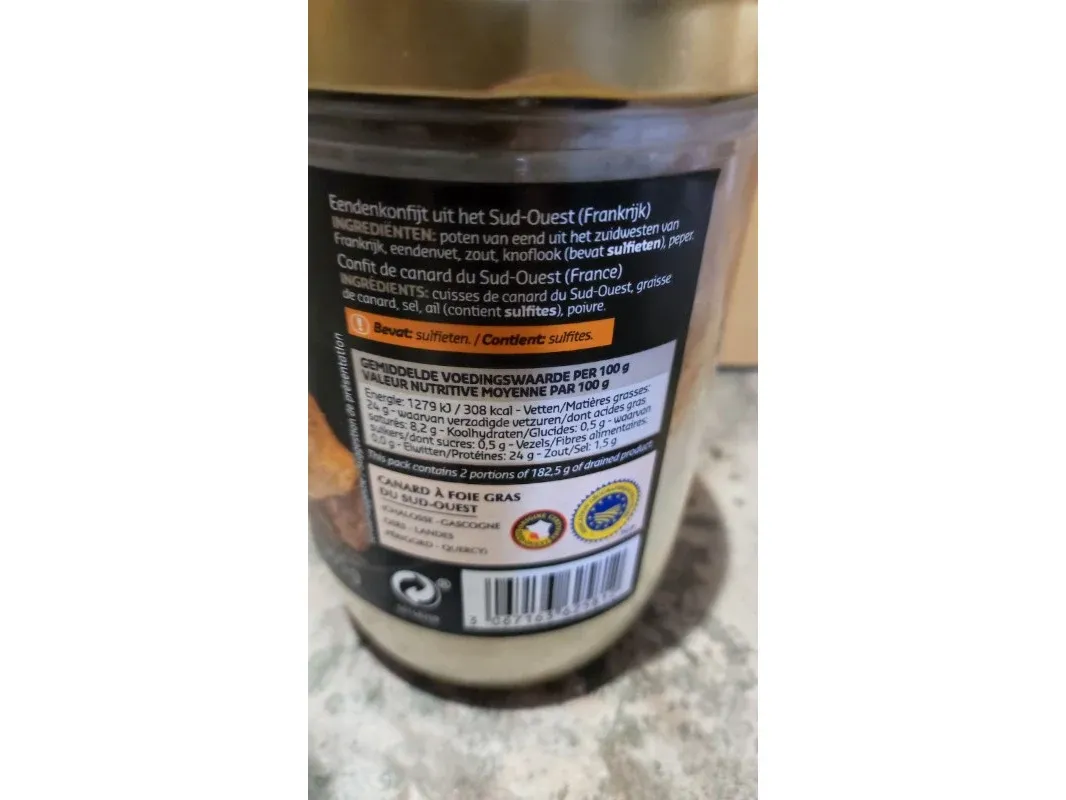 Eendenkonfijt uit het Sud-Ouest (Frankrijk)
INGREDIËNTEN: poten van eend uit het zuidwesten van
Frankrijk, eendenvet, zout, knoflook (bevat sulfieten), peper.
Confit de canard du Sud-Ouest (France)
INGRÉDIENTS: cuisses de canard du Sud-Ouest, graisse
de canard, sel, ail (contient sulfites), poivre.
Bevat: sulfieten. / Contient: sulfites.
GEMIDDELDE VOEDINGSWAARDE PER 100 g
VALEUR NUTRITIVE MOYENNE PAR 100 g
Energie: 1279 kJ / 308 kcal - Vetten/Matières grasses:
24 g - waarvan verzadigde vetzuren/dont acides gras
saturés: 8,2 g - Koolhydraten/Glucides: 0,5 g - waarvan
suikers/dont sucres: 0,5 g - Vezels/Fibres alimentaires:
0,0 g - Eiwitten/Protéines: 24 g - Zout/Sel: 1,5 g
This pack contains 2 portions of 182,5 g of drained product.
suggestion de présentation
CANARD À FOIE GRAS
DU SUD-OUEST
(CHALOSSE - GASCOGNE
GERS - LANDES
PÉRIGORD - QUERCY)